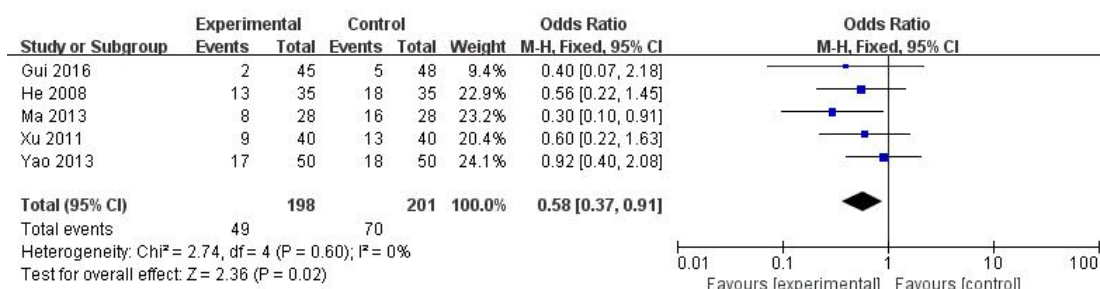 Experimental Control Odds Ratio Odds Ratio
Study or Subgroup Events Total Events Total Weight M-H, Fixed, 95% CI M-H, Fixed, 95% CI
Gui 2016 2 45 5 48 9.4% 0.40 [0.07, 2.18]
He 2008 13 35 18 35 22.9% 0.56 [0.22, 1.45]
Ma 2013 8 28 16 28 23.2% 0.30 [0.10, 0.91]
Xu 2011 9 40 13 40 20.4% 0.60 [0.22, 1.63]
Yao 2013 17 50 18 50 24.1% 0.92 [0.40, 2.08]
Total (95% CI) 198 201 100.0% 0.58 [0.37, 0.91]
Total events 49 70
Heterogeneity: Chi² = 2.74, df = 4 (P = 0.60); I² = 0%
Test for overall effect: Z = 2.36 (P = 0.02)
0.01 0.1 1 10 100
Favours [experimental] Favours [control]